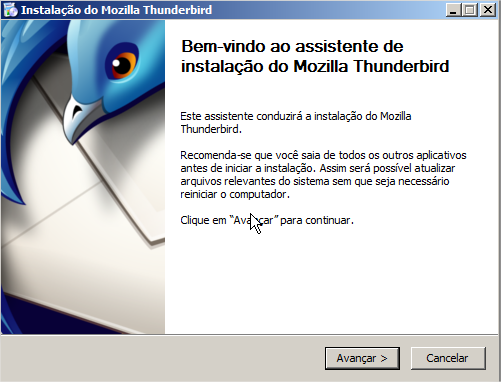 Instalação do Mozilla Thunderbird
Bem-vindo ao assistente de
instalação do Mozilla Thunderbird
Este assistente conduzirá a instalação do Mozilla
Thunderbird.
Recomenda-se que você saia de todos os outros aplicativos
antes de iniciar a instalação. Assim será possível atualizar
arquivos relevantes do sistema sem que seja necessário
reiniciar o computador.
Clique em “Avançar” para continuar.
Avançar >
Cancelar